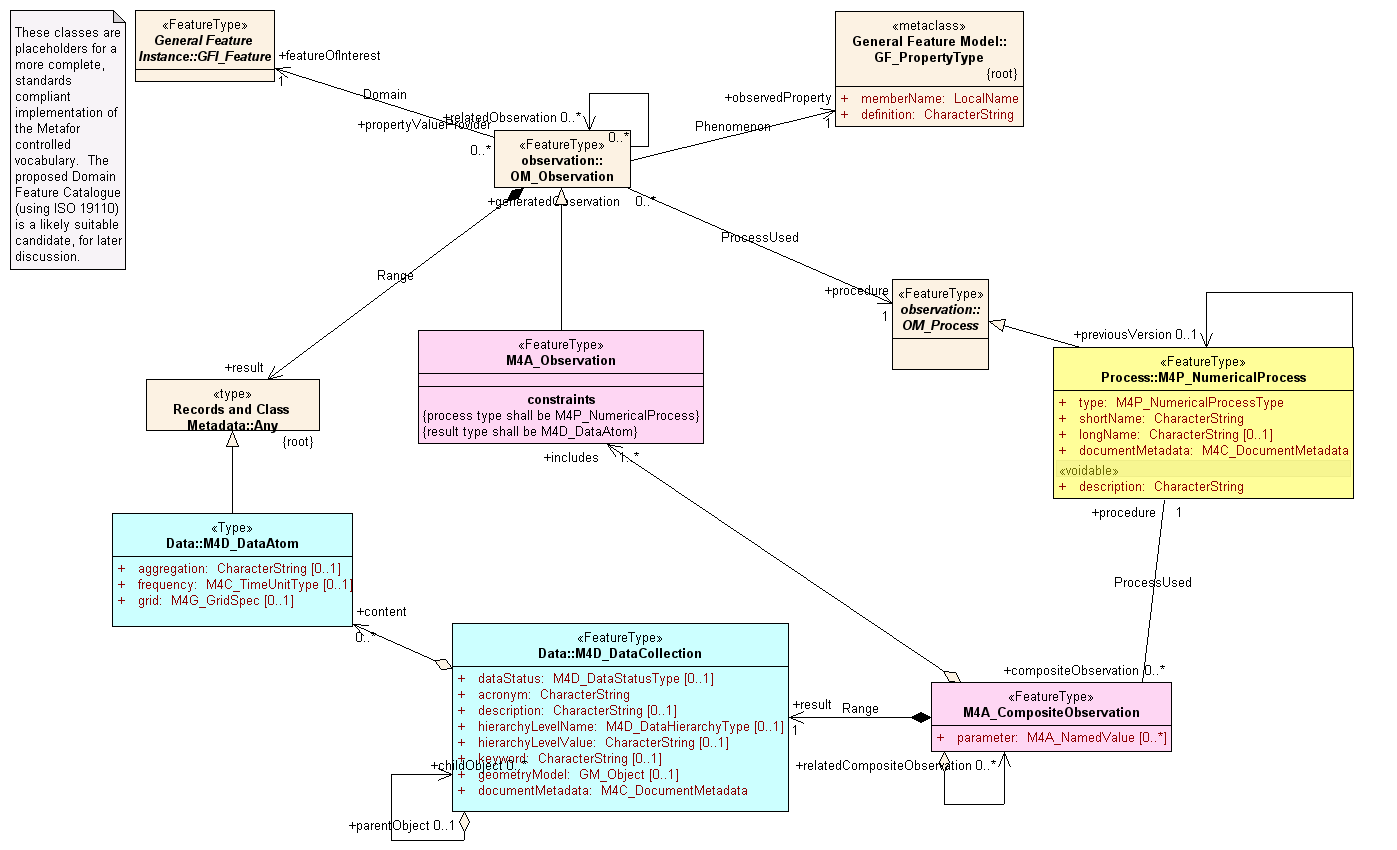 These classes are
placeholders for a
more complete,
standards
compliant
implementation of
the Metafor
controlled
vocabulary.  The
proposed Domain
Feature Catalogue
(using ISO 19110)
is a likely suitable
candidate, for later
discussion.
«FeatureType»
General Feature
Instance::GFI_Feature
+featureOfInterest
1
Domain
+propertyValueProvider
0..*
+relatedObservation 0..*
0..*
«FeatureType»
observation::
OM_Observation
«metaclass»
General Feature Model::
GF_PropertyType
{root}
+ memberName: LocalName
+ definition: CharacterString
+observedProperty
1
Phenomenon
+generatedObservation
0..*
ProcessUsed
+procedure
1
«FeatureType»
observation::
OM_Process
Range
+result
«type»
Records and Class
Metadata::Any
{root}
«FeatureType»
M4A_Observation
constraints
{process type shall be M4P_NumericalProcess}
{result type shall be M4D_DataAtom}
+includes
1..*
+previousVersion 0..1
«FeatureType»
Process::M4P_NumericalProcess
+ type: M4P_NumericalProcessType
+ shortName: CharacterString
+ longName: CharacterString [0..1]
+ documentMetadata: M4C_DocumentMetadata
«voidable»
+ description: CharacterString
+procedure
1
ProcessUsed
«Type»
Data::M4D_DataAtom
+ aggregation: CharacterString [0..1]
+ frequency: M4C_TimeUnitType [0..1]
+ grid: M4G_GridSpec [0..1]
+content
0..*
«FeatureType»
Data::M4D_DataCollection
+ dataStatus: M4D_DataStatusType [0..1]
+ acronym: CharacterString
+ description: CharacterString [0..1]
+ hierarchyLevelName: M4D_DataHierarchyType [0..1]
+ hierarchyLevelValue: CharacterString [0..1]
+ keyword: CharacterString [0..1]
+ geometryModel: GM_Object [0..1]
+ documentMetadata: M4C_DocumentMetadata
+childObject 0..*
+parentObject 0..1
+result
1
Range
+compositeObservation 0..*
«FeatureType»
M4A_CompositeObservation
+ parameter: M4A_NamedValue [0..*]
+relatedCompositeObservation 0..*